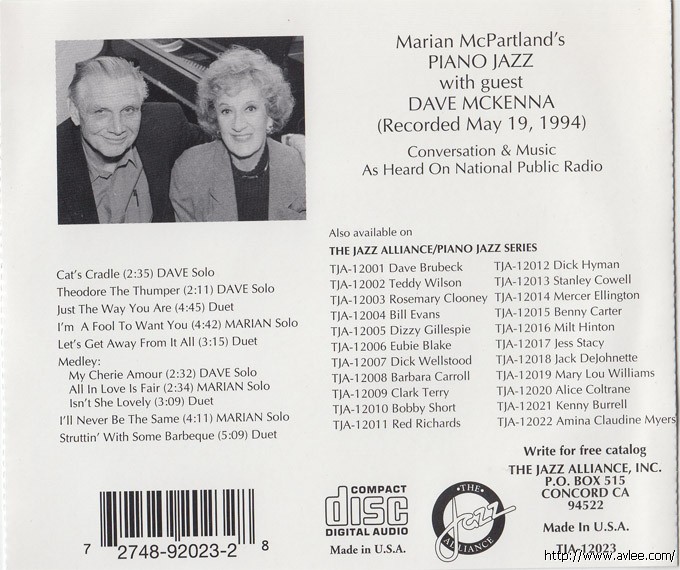 Marian McPartland's
PIANO JAZZ
with guest
DAVE MCKENNA
(Recorded May 19, 1994)
Conversation & Music
As Heard On National Public Radio
Cat's Cradle (2:35) DAVE Solo
Theodore The Thumper (2:11) DAVE Solo
Just The Way You Are (4:45) Duet
I'm A Fool To Want You (4:42) MARIAN Solo
Let's Get Away From It All (3:15) Duet
Medley:
My Cherie Amour (2:32) DAVE Solo
All In Love Is Fair (2:34) MARIAN Solo
Isn't She Lovely (3:09) Duet
I'll Never Be The Same (4:11) MARIAN Solo
Struttin' With Some Barbeque (5:09) Duet
Also available on
THE JAZZ ALLIANCE/PIANO JAZZ SERIES
TJA-12001 Dave Brubeck
TJA-12002 Teddy Wilson
TJA-12003 Rosemary Clooney
TJA-12004 Bill Evans
TJA-12005 Dizzy Gillespie
TJA-12006 Eubie Blake
TJA-12007 Dick Wellstood
TJA-12008 Barbara Carroll
TJA-12009 Clark Terry
TJA-12010 Bobby Short
TJA-12011 Red Richards
TJA-12012 Dick Hyman
TJA-12013 Stanley Cowell
TJA-12014 Mercer Ellington
TJA-12015 Benny Carter
TJA-12016 Milt Hinton
TJA-12017 Jess Stacy
TJA-12018 Jack DeJohnette
TJA-12019 Mary Lou Williams
TJA-12020 Alice Coltrane
TJA-12021 Kenny Burrell
TJA-12022 Amina Claudine Myers
Write for free catalog
THE JAZZ ALLIANCE, INC.
P.O. BOX 515
CONCORD CA
94522
Made In U.S.A.
TJA-12023
7 2748-92023-2 8
COMPACT
disc
DIGITAL AUDIO
Made in U.S.A.
THE
Jazz
ALLIANCE
http://www.avlee.com/